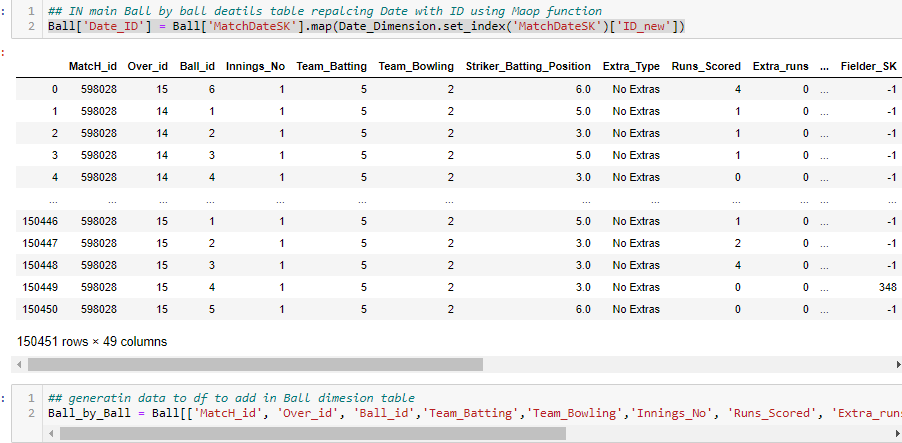 1 ## IN main Ball by ball deatils table repalcing Date with ID using Maop function
2 Ball['Date_ID'] = Ball['MatchDateSK'].map(Date_Dimension.set_index('MatchDateSK')['ID_new'])
MatcH_id Over_id Ball_id Innings_No Team_Batting Team_Bowling Striker_Batting_Position Extra_Type Runs_Scored Extra_runs ... Fielder_SK
0 598028 15 6 1 5 2 6.0 No Extras 4 0 ... -1
1 598028 14 1 1 5 2 5.0 No Extras 1 0 ... -1
2 598028 14 2 1 5 2 3.0 No Extras 1 0 ... -1
3 598028 14 3 1 5 2 5.0 No Extras 1 0 ... -1
4 598028 14 4 1 5 2 3.0 No Extras 0 0 ... -1
... ... ... ... ... ... ... ... ... ... ... ... ...
150446 598028 15 1 1 5 2 5.0 No Extras 1 0 ... -1
150447 598028 15 2 1 5 2 3.0 No Extras 2 0 ... -1
150448 598028 15 3 1 5 2 3.0 No Extras 4 0 ... -1
150449 598028 15 4 1 5 2 3.0 No Extras 0 0 ... 348
150450 598028 15 5 1 5 2 6.0 No Extras 0 0 ... -1
150451 rows × 49 columns
1 ## generatin data to df to add in Ball dimesion table
2 Ball_by_Ball = Ball[['MatcH_id', 'Over_id', 'Ball_id','Team_Batting','Team_Bowling','Innings_No', 'Runs_Scored', 'Extra_runs